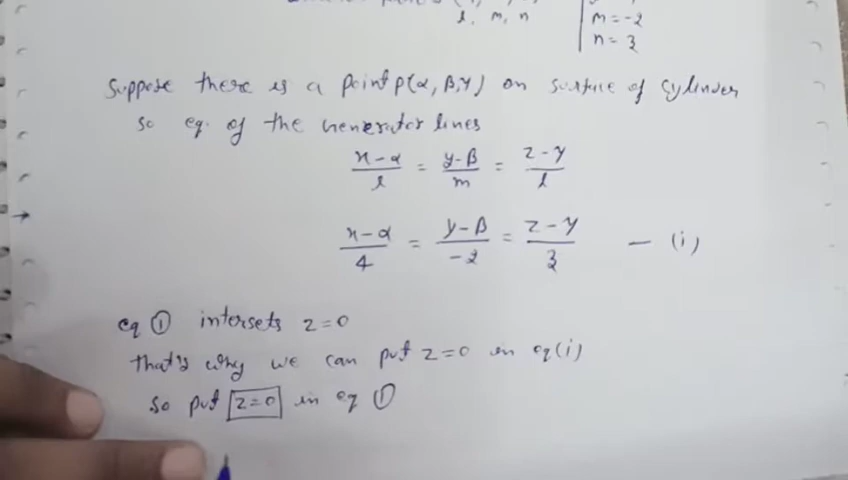 l, m, n
m = -2
n = 3
Suppose there is a point P(α, β, γ) on surface of cylinder
so eq. of the Generator lines
x-α/l = y-β/m = z-γ/l
x-α/4 = y-β/-2 = z-γ/3 — (i)
eq ① intersets z=0
that's why we can put z=0 in eq(i)
so put z=0 in eq ①